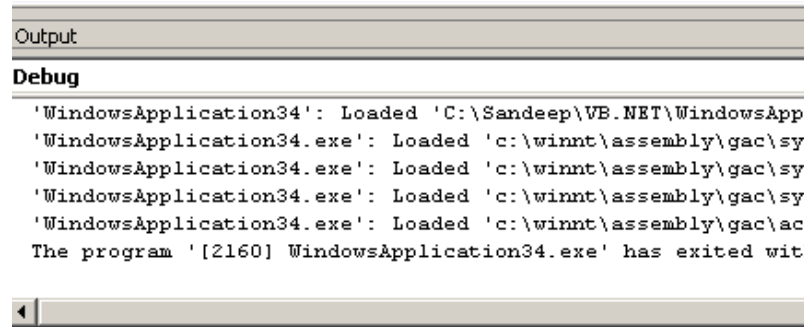 Output
Debug
'WindowsApplication34': Loaded 'C:\Sandeep\VB.NET\WindowsApp
'WindowsApplication34.exe': Loaded 'c:\winnt\assembly\gac\sy
'WindowsApplication34.exe': Loaded 'c:\winnt\assembly\gac\sy
'WindowsApplication34.exe': Loaded 'c:\winnt\assembly\gac\sy
'WindowsApplication34.exe': Loaded 'c:\winnt\assembly\gac\ac
The program '[2160] WindowsApplication34.exe' has exited wit